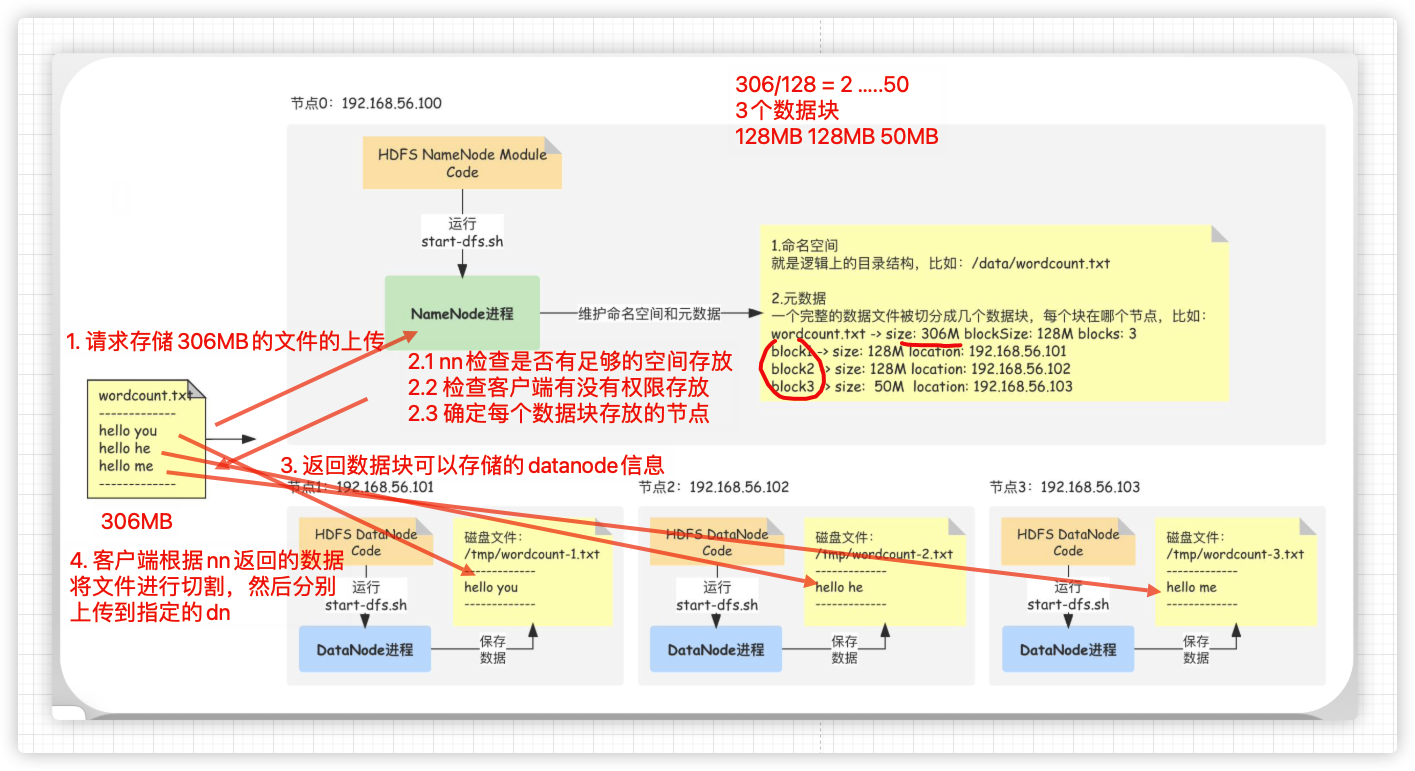 306/128 = 2 .....50
3个数据块
128MB 128MB 50MB
节点0：192.168.56.100
HDFS NameNode Module
Code
运行
start-dfs.sh
NameNode进程
维护命名空间和元数据
1.命名空间
就是逻辑上的目录结构，比如：/data/wordcount.txt
2.元数据
一个完整的数据文件被切分成几个数据块，每个块在哪个节点，比如：
wordcount.txt -> size: 306M blockSize: 128M blocks: 3
block1 -> size: 128M location: 192.168.56.101
block2 -> size: 128M location: 192.168.56.102
block3 -> size: 50M location: 192.168.56.103
1. 请求存储306MB的文件的上传
2.1 nn检查是否有足够的空间存放
2.2 检查客户端有没有权限存放
2.3 确定每个数据块存放的节点
wordcount.txt
-------------
hello you
hello he
hello me
-------------
306MB
3. 返回数据块可以存储的datanode信息
4. 客户端根据nn返回的数据
将文件进行切割，然后分别
上传到指定的dn
节点1：192.168.56.101
HDFS DataNode
Code
运行
start-dfs.sh
DataNode进程
保存
数据
磁盘文件：
/tmp/wordcount-1.txt
-------------
hello you
-------------
节点2：192.168.56.102
HDFS DataNode
Code
运行
start-dfs.sh
DataNode进程
保存
数据
磁盘文件：
/tmp/wordcount-2.txt
-------------
hello he
-------------
节点3：192.168.56.103
HDFS DataNode
Code
运行
start-dfs.sh
DataNode进程
保存
数据
磁盘文件：
/tmp/wordcount-3.txt
-------------
hello me
-------------